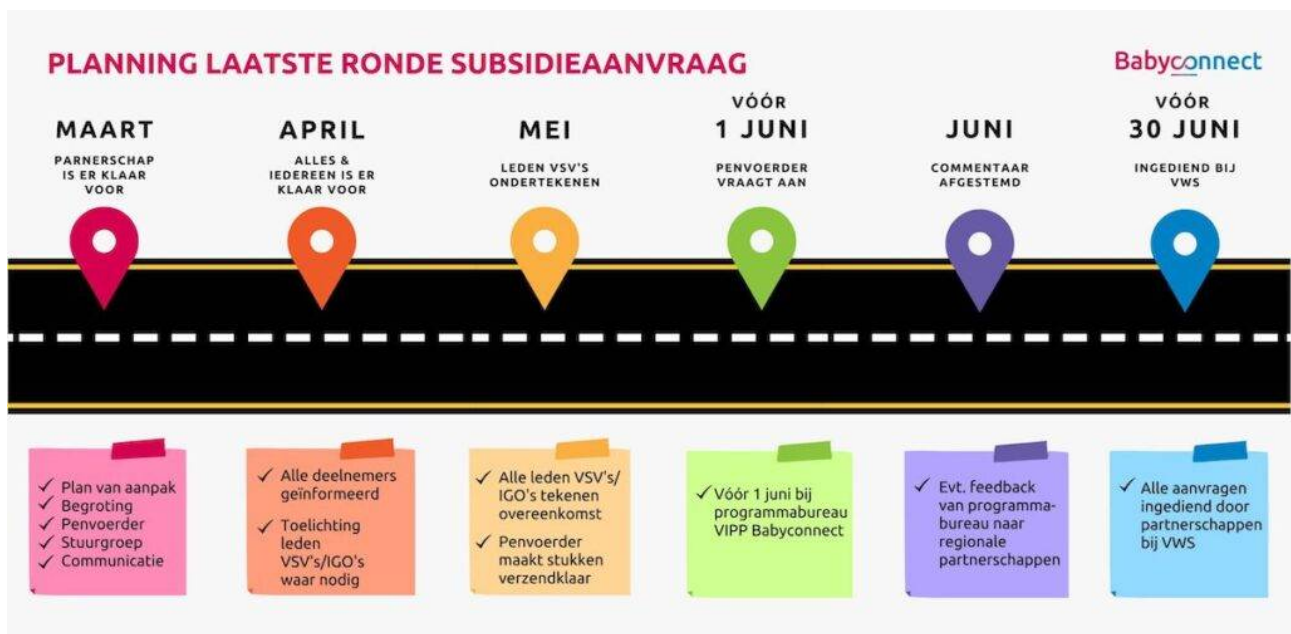 PLANNING LAATSTE RONDE SUBSIDIEAANVRAAG
Babyconnect
MAART
PARNERSCHAP
IS ER KLAAR
VOOR
APRIL
ALLES &
IEDEREEN IS ER
KLAAR VOOR
MEI
LEDEN VSV'S
ONDERTEKENEN
VÓÓR
1 JUNI
PENVOERDER
VRAAGT AAN
JUNI
COMMENTAAR
AFGESTEMD
VÓÓR
30 JUNI
INGEDIEND BIJ
VWS
✓ Plan van aanpak
✓ Begroting
✓ Penvoerder
✓ Stuurgroep
✓ Communicatie
✓ Alle deelnemers
geïnformeerd
✓ Toelichting
leden
VSV's/IGO's
waar nodig
✓ Alle leden VSV's/
IGO's tekenen
overeenkomst
✓ Penvoerder
maakt stukken
verzendklaar
✓ Vóór 1 juni bij
programmabureau
VIPP Babyconnect
✓ Evt. feedback
van programma-
bureau naar
regionale
partnerschappen
✓ Alle aanvragen
ingediend door
partnerschappen
bij VWS